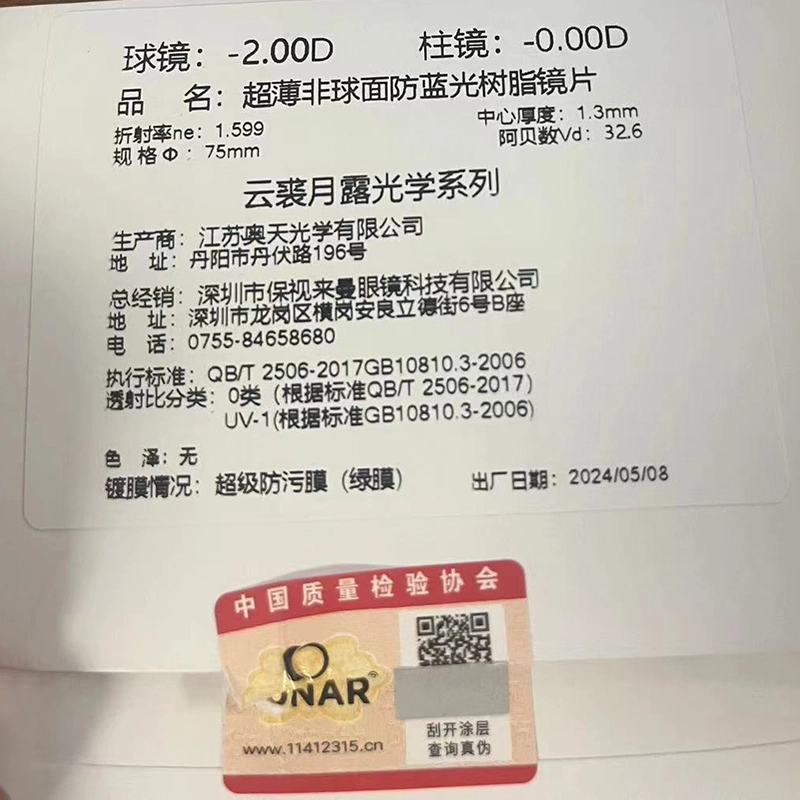 球镜：-2.00D 柱镜：-0.00D
品 名：超薄非球面防蓝光树脂镜片
折射率ne：1.599 中心厚度：1.3mm
规格Φ：75mm 阿贝数Vd：32.6
云裘月露光学系列
生产商：江苏奥天光学有限公司
地 址：丹阳市丹伏路196号
总经销：深圳市保视来曼眼镜科技有限公司
地 址：深圳市龙岗区横岗安良立德街6号B座
电 话：0755-84658680
执行标准：QB/T 2506-2017GB10810.3-2006
透射比分类：0类（根据标准QB/T 2506-2017）
UV-1(根据标准GB10810.3-2006)
色 泽：无
镀膜情况：超级防污膜（绿膜） 出厂日期：2024/05/08
中国质量检验协会
www.11412315.cn
刮开涂层
查询真伪